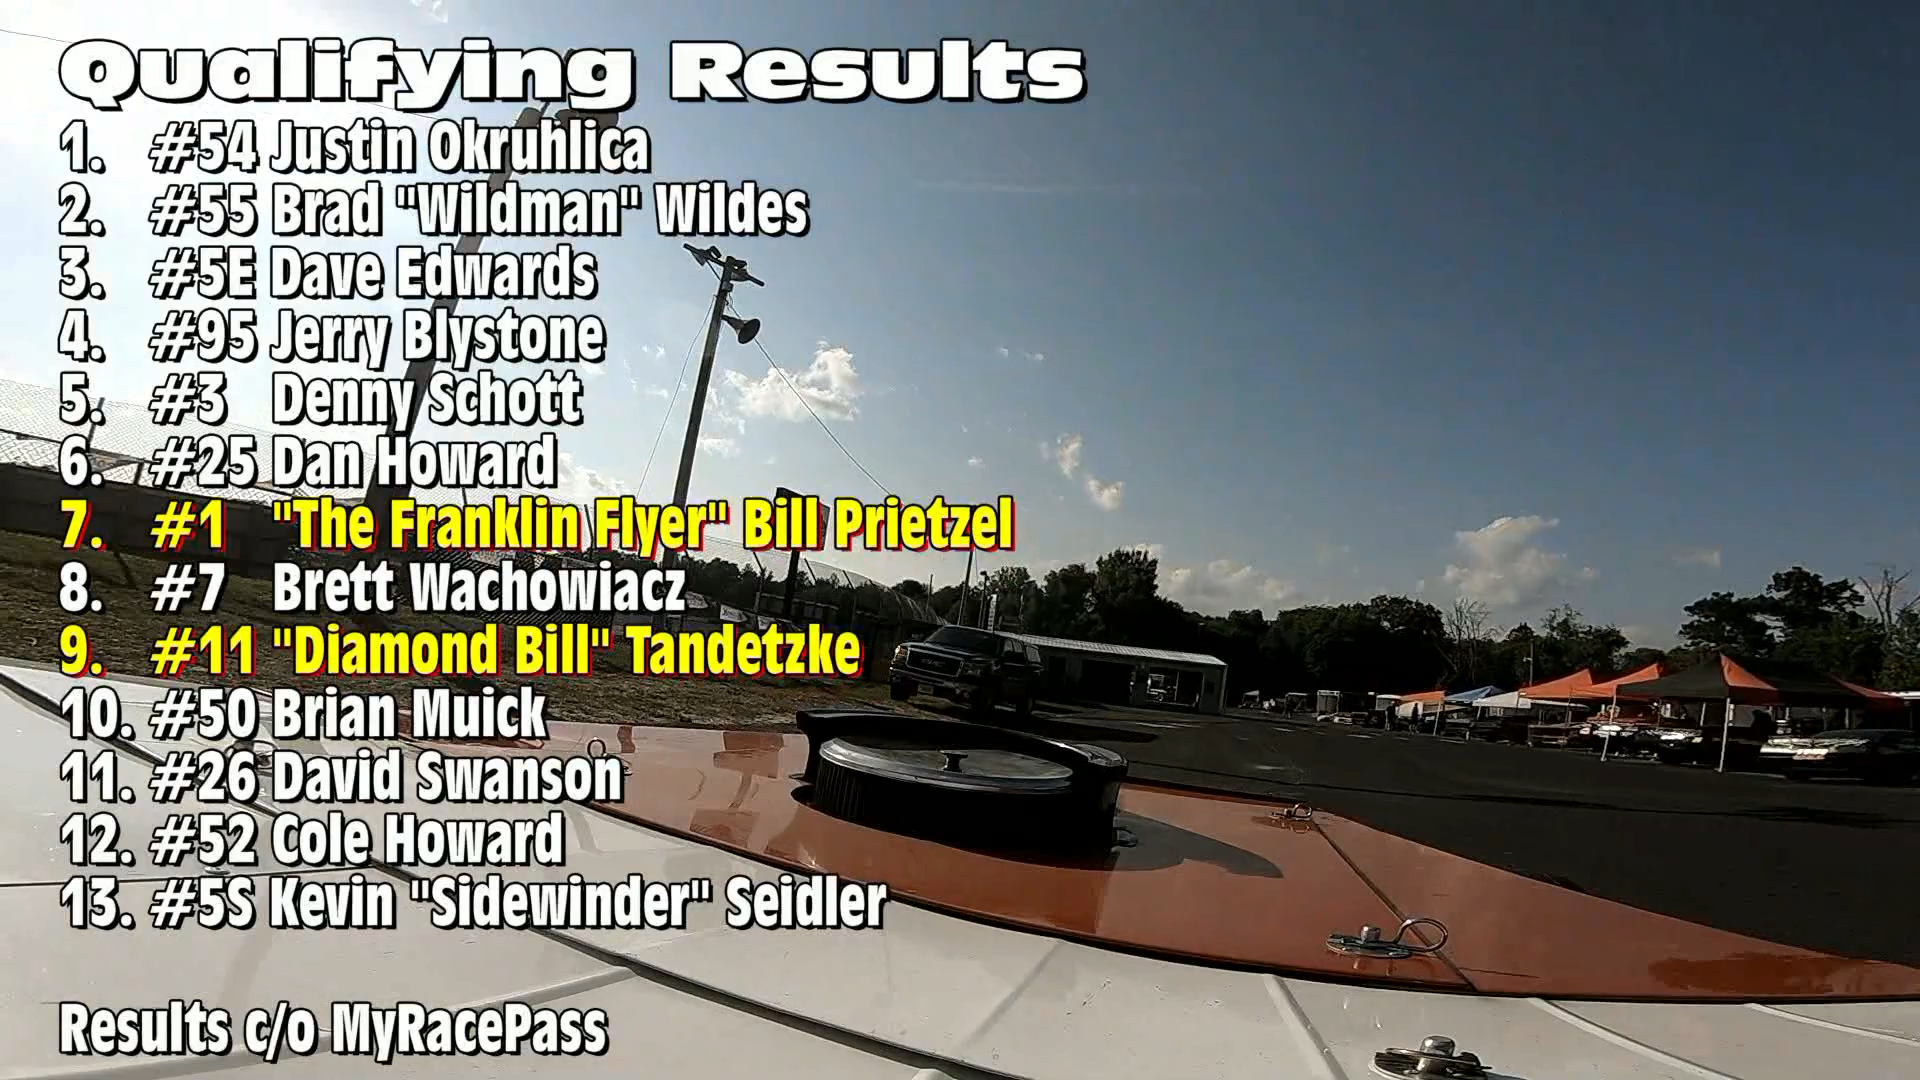 Qualifying Results
1. #54 Justin Okruhlica
2. #55 Brad "Wildman" Wildes
3. #5E Dave Edwards
4. #95 Jerry Blystone
5. #3 Denny Schott
6. #25 Dan Howard
7. #1 "The Franklin Flyer" Bill Prietzel
8. #7 Brett Wachowiacz
9. #11 "Diamond Bill" Tandetzke
10. #50 Brian Muick
11. #26 David Swanson
12. #52 Cole Howard
13. #5S Kevin "Sidewinder" Seidler
Results c/o MyRacePass